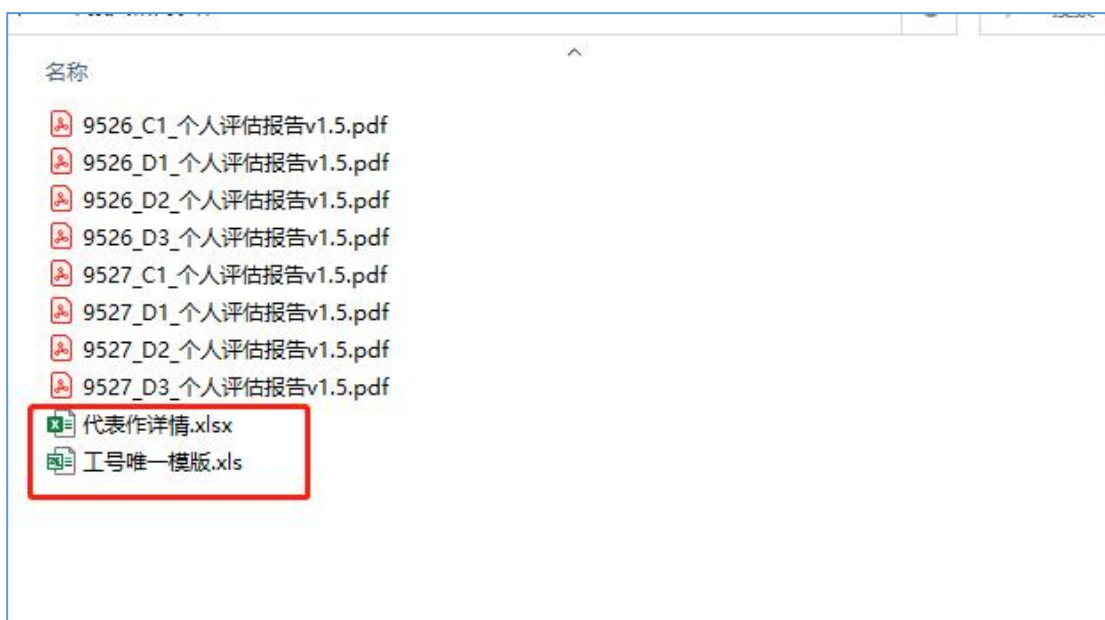 名称
9526_C1_个人评估报告v1.5.pdf
9526_D1_个人评估报告v1.5.pdf
9526_D2_个人评估报告v1.5.pdf
9526_D3_个人评估报告v1.5.pdf
9527_C1_个人评估报告v1.5.pdf
9527_D1_个人评估报告v1.5.pdf
9527_D2_个人评估报告v1.5.pdf
9527_D3_个人评估报告v1.5.pdf
代表作详情.xlsx
工号唯一模版.xls